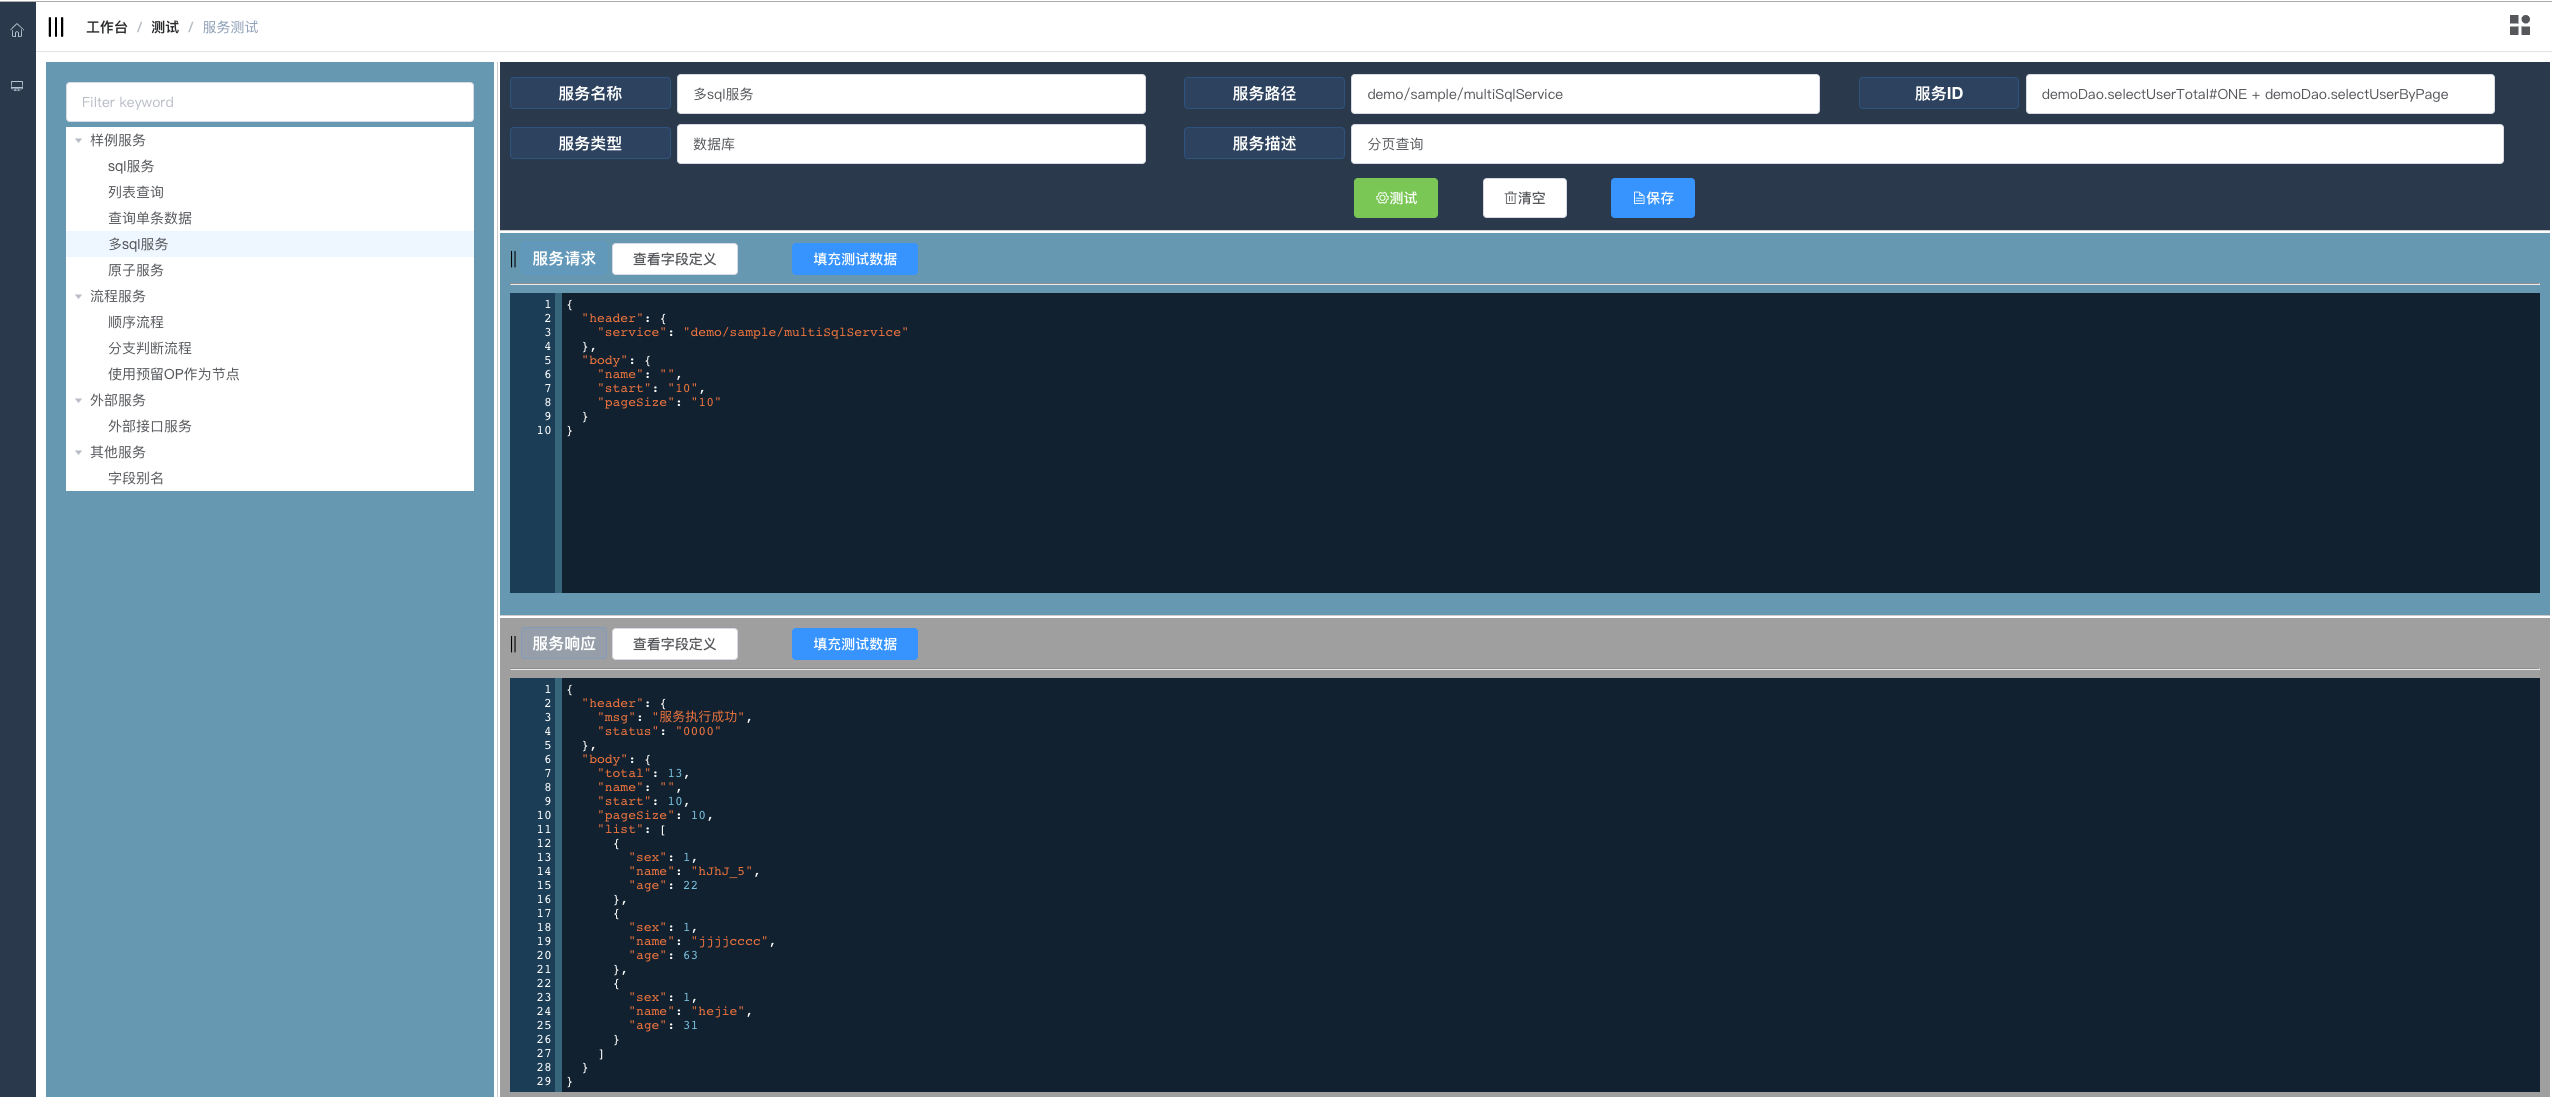 工作台 / 测试 / 服务测试
Filter keyword
样例服务
sql服务
列表查询
查询单条数据
多sql服务
原子服务
流程服务
顺序流程
分支判断流程
使用预留OP作为节点
外部服务
外部接口服务
其他服务
字段别名
服务名称 多sql服务 服务路径 demo/sample/multiSqlService 服务ID demoDao.selectUserTotal#ONE + demoDao.selectUserByPage
服务类型 数据库 服务描述 分页查询
测试 清空 保存
服务请求 查看字段定义 填充测试数据
1 {
2 "header": {
3 "service": "demo/sample/multiSqlService"
4 },
5 "body": {
6 "name": "",
7 "start": "10",
8 "pageSize": "10"
9 }
10 }
服务响应 查看字段定义 填充测试数据
1 {
2 "header": {
3 "msg": "服务执行成功",
4 "status": "0000"
5 },
6 "body": {
7 "total": 13,
8 "name": "",
9 "start": 10,
10 "pageSize": 10,
11 "list": [
12 {
13 "sex": 1,
14 "name": "hJhJ_5",
15 "age": 22
16 },
17 {
18 "sex": 1,
19 "name": "jjjjcccc",
20 "age": 63
21 },
22 {
23 "sex": 1,
24 "name": "hejie",
25 "age": 31
26 }
27 ]
28 }
29 }